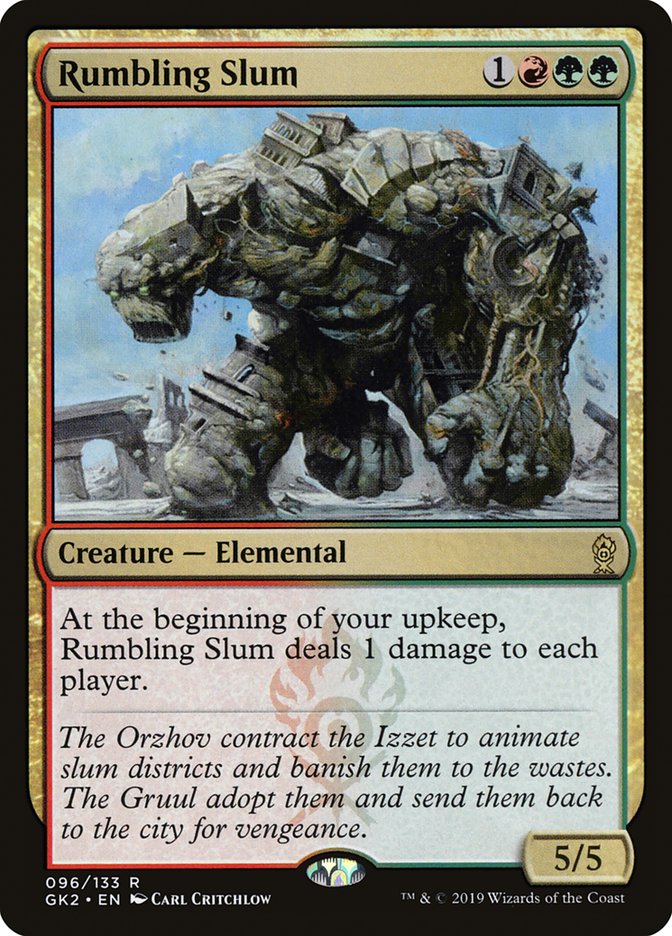 Rumbling Slum 1
Creature — Elemental
At the beginning of your upkeep,
Rumbling Slum deals 1 damage to each
player.
The Orzhov contract the Izzet to animate
slum districts and banish them to the wastes.
The Gruul adopt them and send them back
to the city for vengeance.
5/5
096/133 R
GK2 • EN Carl Critchlow
™ & © 2019 Wizards of the Coast